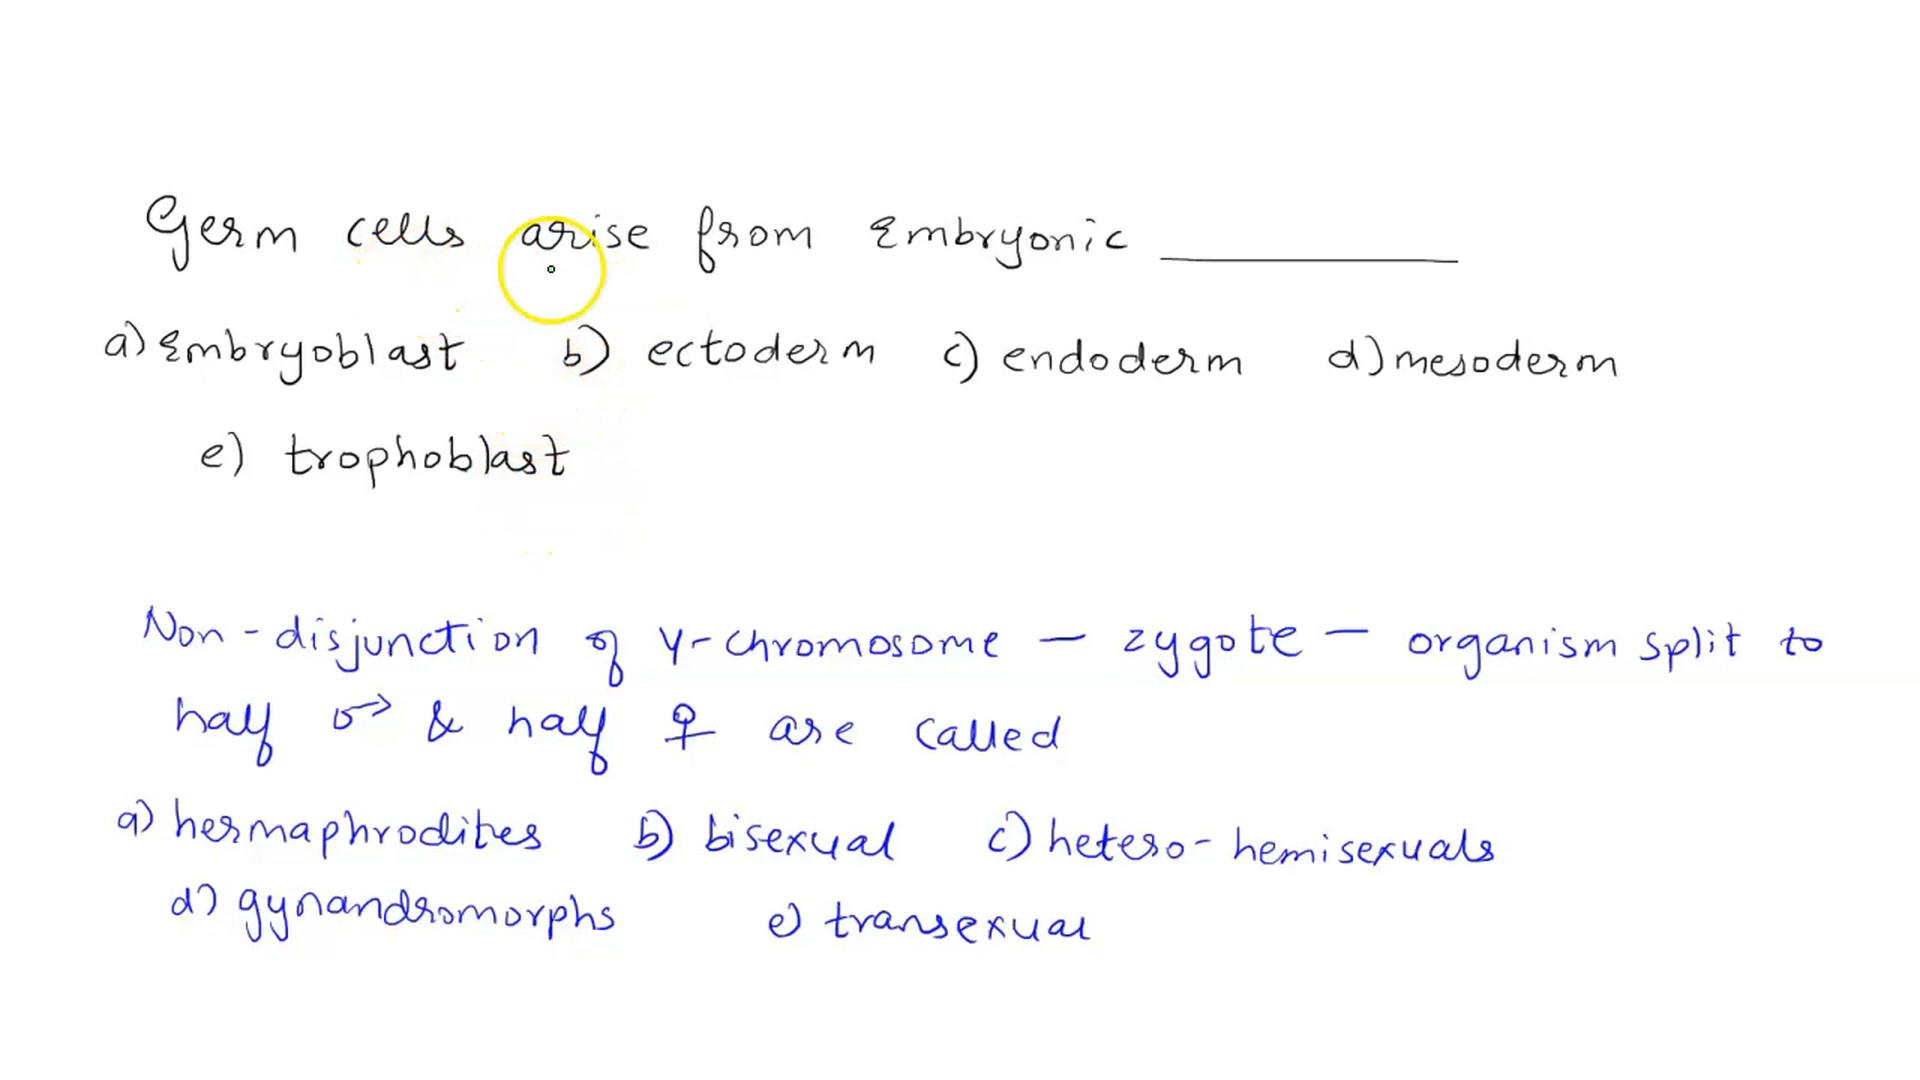 Germ cells arise from Embryonic __________
a) Embryoblast b) ectoderm c) endoderm d) mesoderm
e) trophoblast
Non-disjunction of Y-chromosome — zygote — organism split to
half ♂ & half ♀ are called
a) hermaphrodites b) bisexual c) hetero-hemisexuals
d) gynandromorphs e) transexual